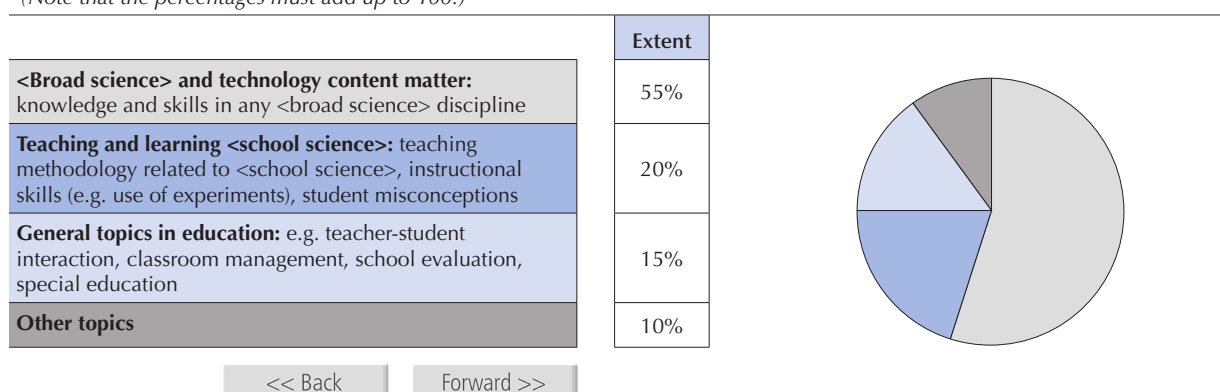 (Note that the percentages must add up to 100.)
Extent
<Broad science> and technology content matter:
knowledge and skills in any <broad science> discipline
55%
Teaching and learning <school science>: teaching
methodology related to <school science>, instructional
skills (e.g. use of experiments), student misconceptions
20%
General topics in education: e.g. teacher-student
interaction, classroom management, school evaluation,
special education
15%
Other topics
10%
<< Back
Forward >>